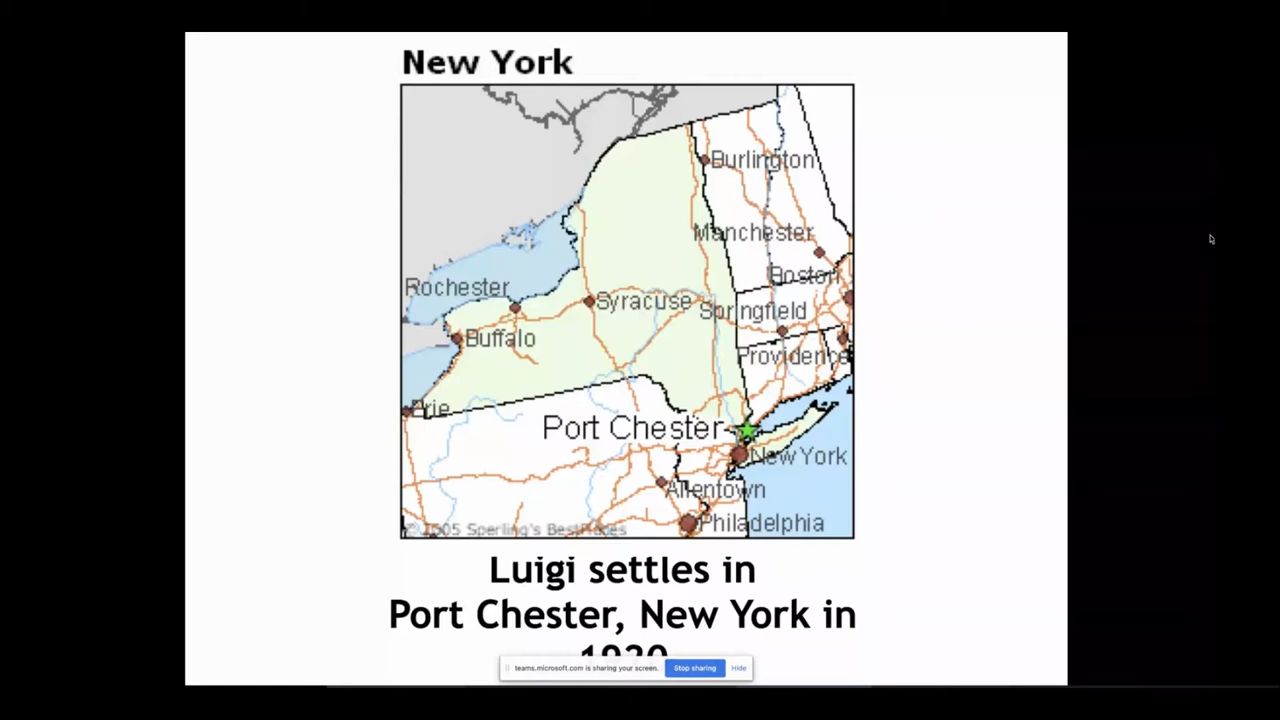 New York
Burlington
Manchester
Boston
Rochester
Syracuse
Springfield
Buffalo
Providence
Erie
Port Chester
New York
Allentown
Philadelphia
© 2005 Sperling's BestPlaces
Luigi settles in
Port Chester, New York in
teams.microsoft.com is sharing your screen. Stop sharing Hide